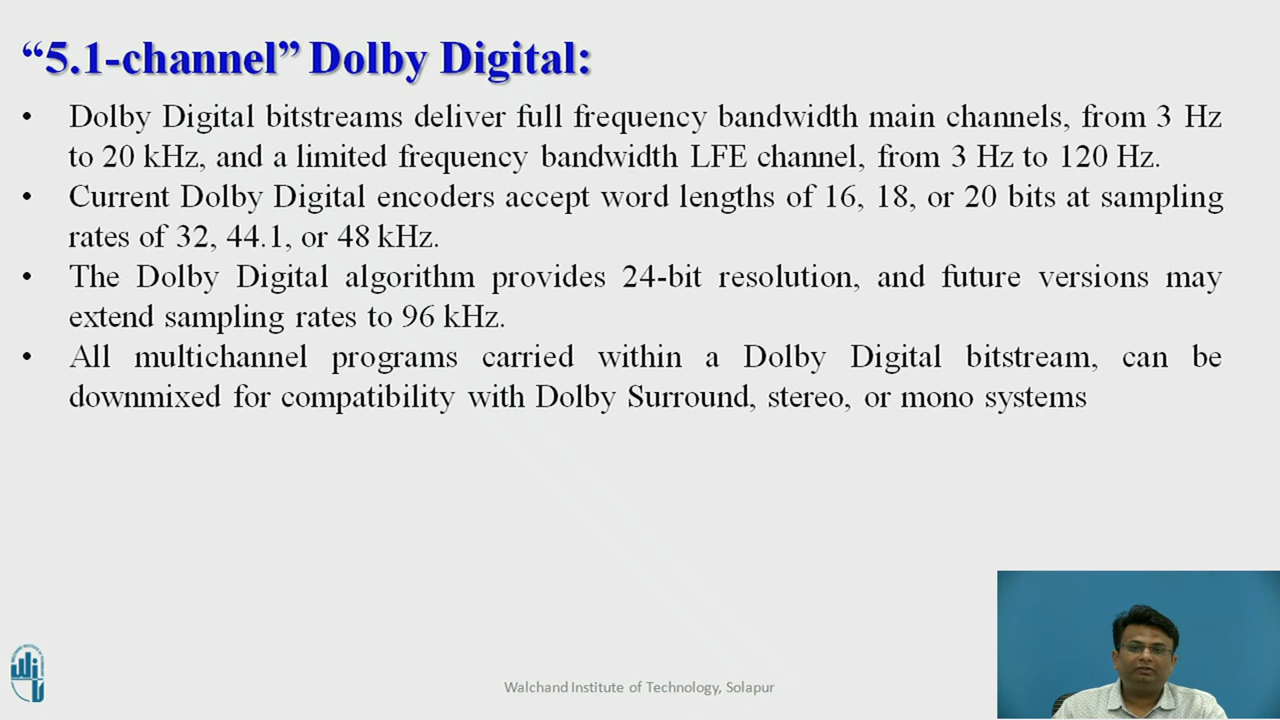 “5.1-channel” Dolby Digital:
• Dolby Digital bitstreams deliver full frequency bandwidth main channels, from 3 Hz
to 20 kHz, and a limited frequency bandwidth LFE channel, from 3 Hz to 120 Hz.
• Current Dolby Digital encoders accept word lengths of 16, 18, or 20 bits at sampling
rates of 32, 44.1, or 48 kHz.
• The Dolby Digital algorithm provides 24-bit resolution, and future versions may
extend sampling rates to 96 kHz.
• All multichannel programs carried within a Dolby Digital bitstream, can be
downmixed for compatibility with Dolby Surround, stereo, or mono systems
Walchand Institute of Technology, Solapur